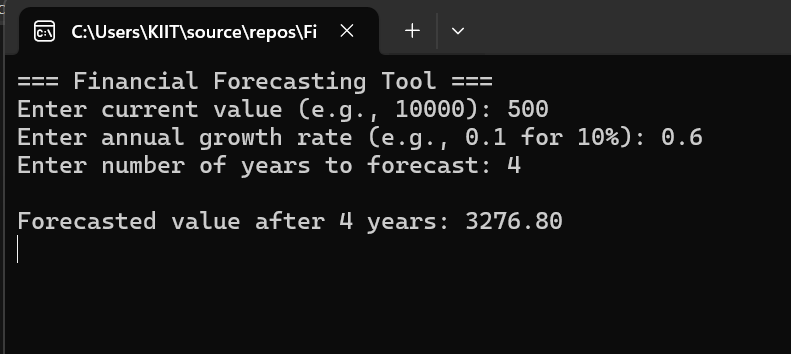 C:\Users\KIIT\source\repos\Fi
=== Financial Forecasting Tool ===
Enter current value (e.g., 10000): 500
Enter annual growth rate (e.g., 0.1 for 10%): 0.6
Enter number of years to forecast: 4
Forecasted value after 4 years: 3276.80